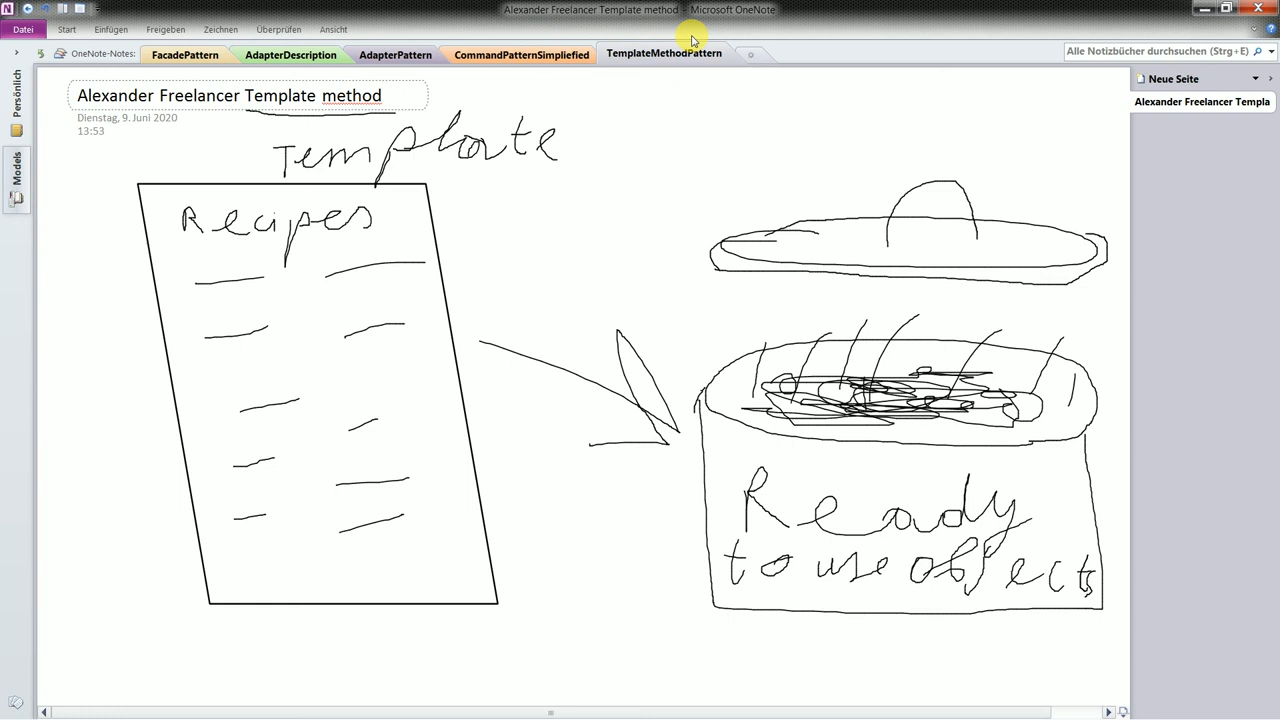 Alexander Freelancer Template method - Microsoft OneNote
Datei Start Einfügen Freigeben Zeichnen Überprüfen Ansicht
OneNote-Notes: FacadePattern AdapterDescription AdapterPattern CommandPatternSimpliefied TemplateMethodPattern
Alle Notizbücher durchsuchen (Strg+E)
Persönlich
Models
Neue Seite
Alexander Freelancer Templa
Alexander Freelancer Template method
Dienstag, 9. Juni 2020
13:53
Template
Recipes
Ready
to use objects